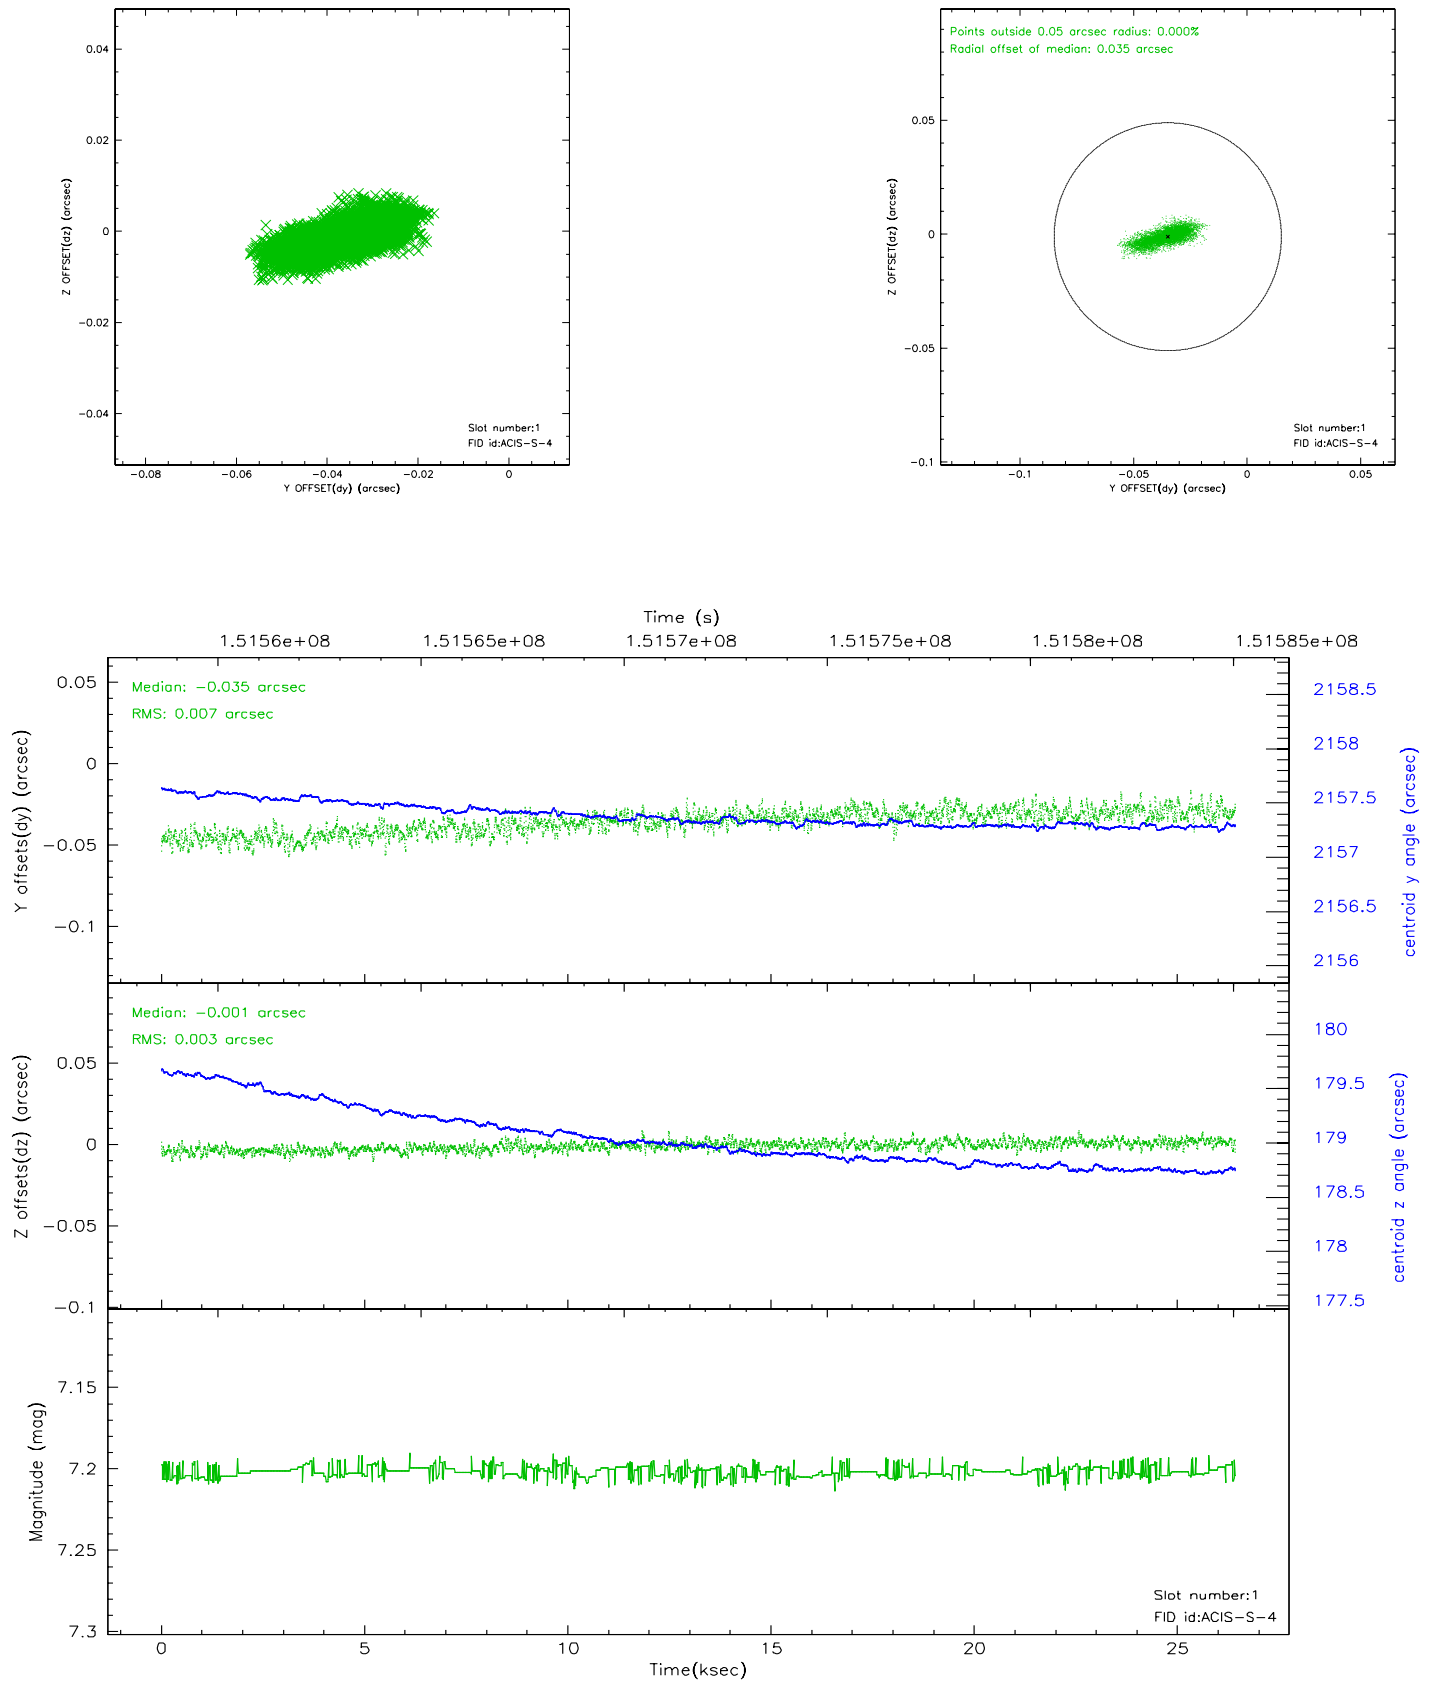 0.04
0.02
0
-0.02
-0.04
Z OFFSET(dz) (arcsec)
Slot number:1
FID id:ACIS-S-4
-0.08
-0.06
-0.04
-0.02
0
Y OFFSET(dy) (arcsec)
Points outside 0.05 arcsec radius: 0.000%
Radial offset of median: 0.035 arcsec
0.05
0
-0.05
-0.1
Z OFFSET(dz) (arcsec)
Slot number:1
FID id:ACIS-S-4
-0.1
-0.05
0
0.05
Y OFFSET(dy) (arcsec)
Time (s)
1.5156e+08
1.51565e+08
1.5157e+08
1.51575e+08
1.5158e+08
1.51585e+08
Median: -0.035 arcsec
RMS: 0.007 arcsec
0.05
0
-0.05
-0.1
Y offsets(dy) (arcsec)
2158.5
2158
2157.5
2157
2156.5
2156
centroid y angle (arcsec)
Median: -0.001 arcsec
RMS: 0.003 arcsec
0.05
0
-0.05
-0.1
Z offsets(dz) (arcsec)
180
179.5
179
178.5
178
177.5
centroid z angle (arcsec)
7.15
7.2
7.25
7.3
Magnitude (mag)
Slot number:1
FID id:ACIS-S-4
0
5
10
15
20
25
Time(ksec)